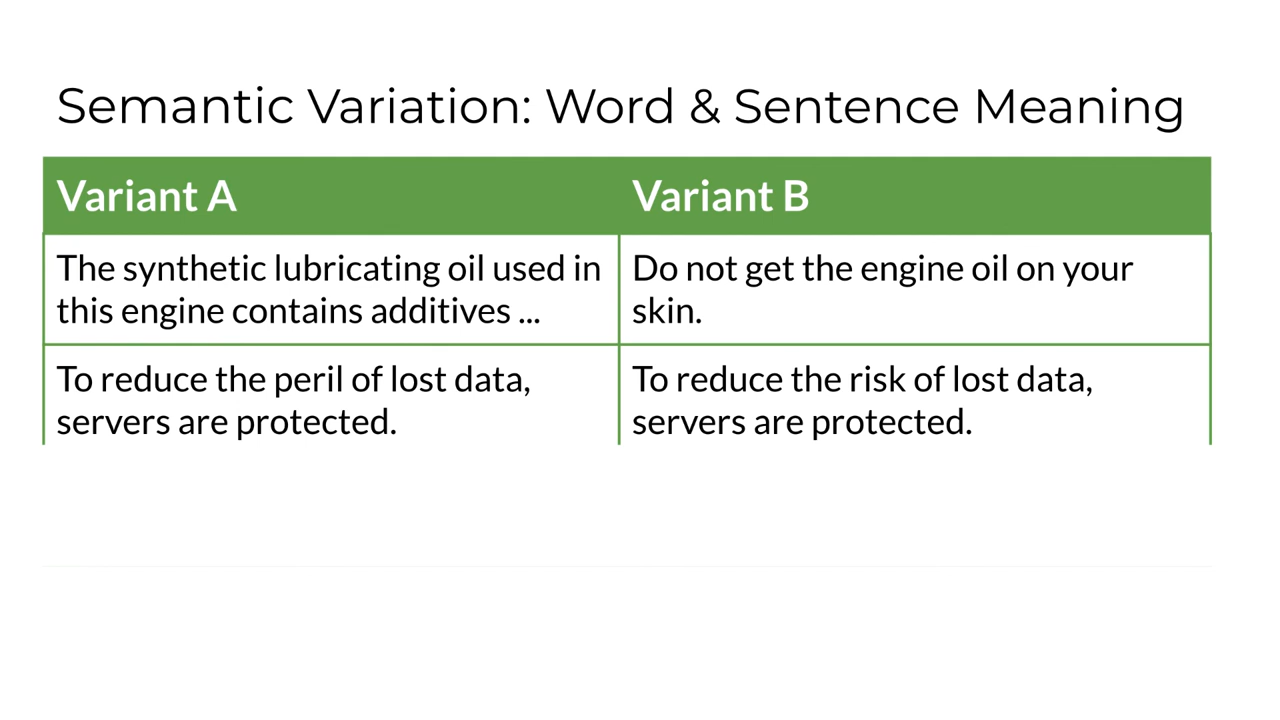 Semantic Variation: Word & Sentence Meaning
Variant A
Variant B
The synthetic lubricating oil used in
this engine contains additives ...
Do not get the engine oil on your
skin.
To reduce the peril of lost data,
servers are protected.
To reduce the risk of lost data,
servers are protected.